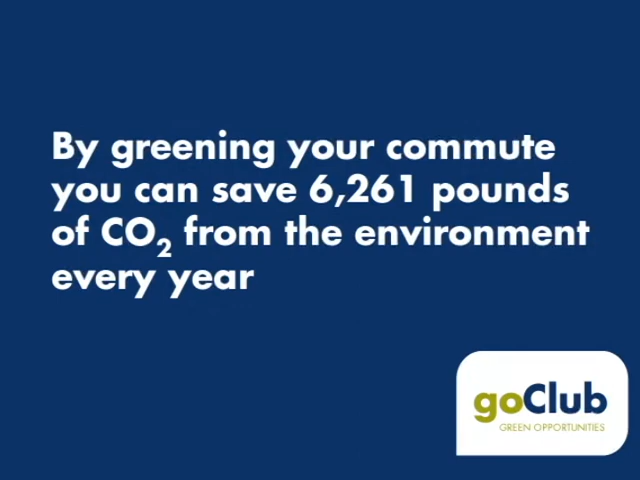 By greening your commute
you can save 6,261 pounds
of CO₂ from the environment
every year
goClub
GREEN OPPORTUNITIES